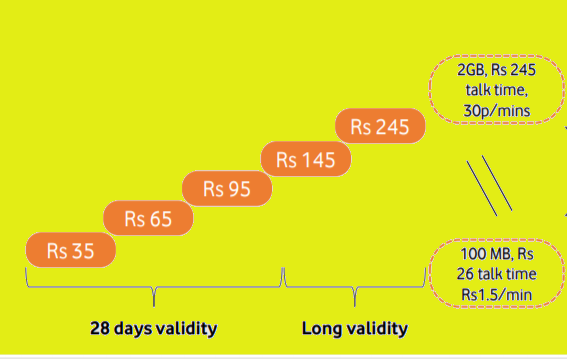 2GB, Rs 245
talk time,
30p/mins
Rs 245
Rs 145
Rs 95
Rs 65
Rs 35
100 MB, Rs
26 talk time
Rs1.5/min
28 days validity
Long validity